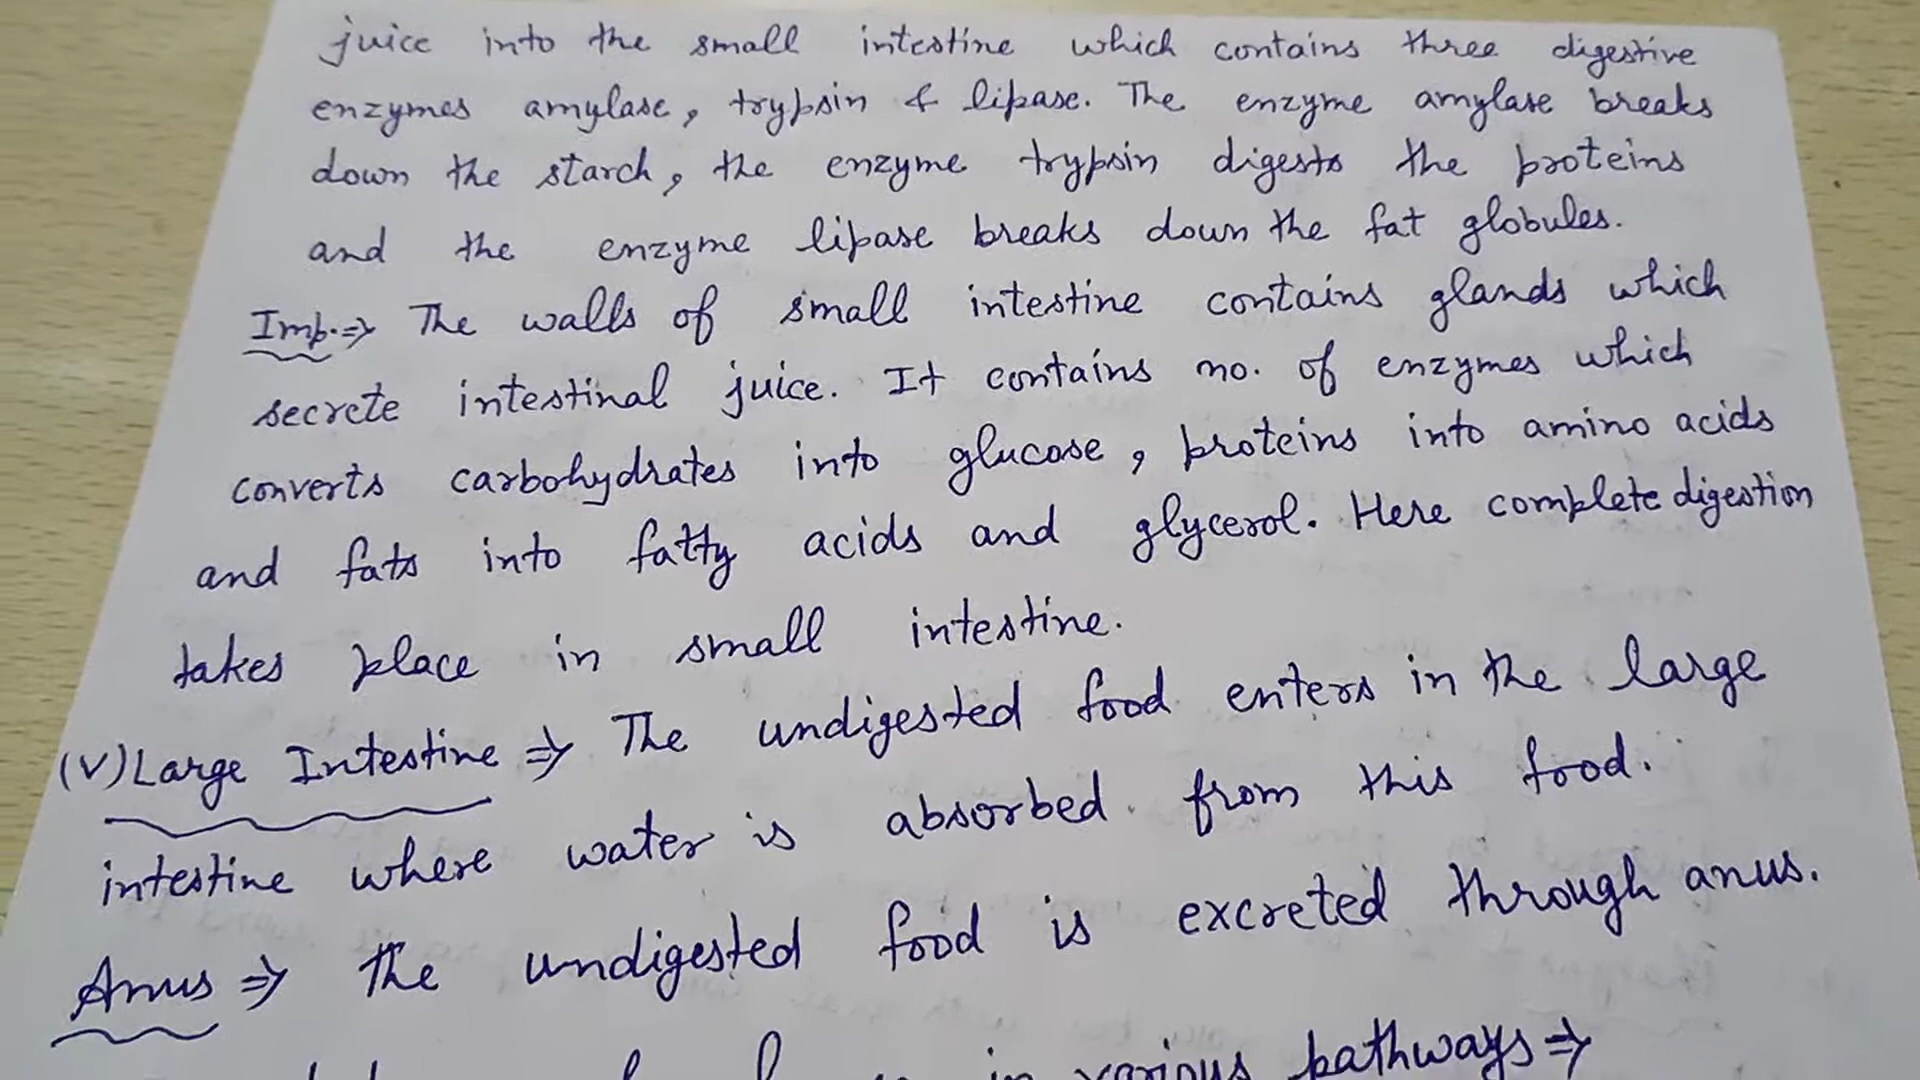 juice into the small intestine which contains three digestive
enzymes amylase, trypsin & lipase. The enzyme amylase breaks
down the starch, the enzyme trypsin digests the proteins
and the enzyme lipase breaks down the fat globules.
Imp. ⇒ The walls of small intestine contains glands which
secrete intestinal juice. It contains no. of enzymes which
converts carbohydrates into glucose, proteins into amino acids
and fats into fatty acids and glycerol. Here complete digestion
takes place in small intestine.
(V) Large Intestine ⇒ The undigested food enters in the large
intestine where water is absorbed from this food.
Anus ⇒ the undigested food is excreted through anus.
in various pathways ⇒